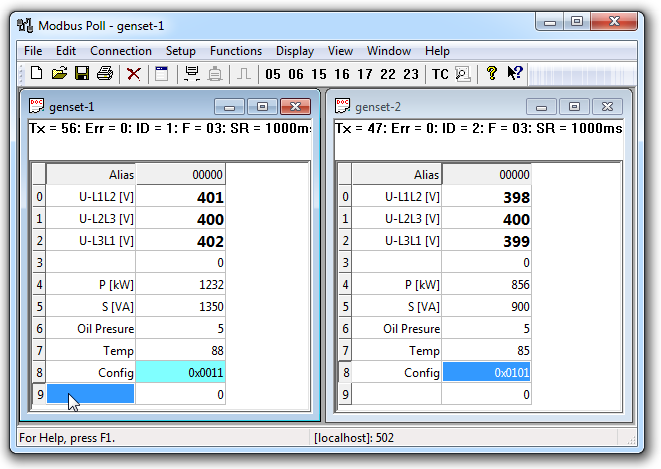 Modbus Poll - genset-1
File Edit Connection Setup Functions Display View Window Help
05 06 15 16 17 22 23 TC
DOC genset-1
Tx = 56: Err = 0: ID = 1: F = 03: SR = 1000ms
Alias 00000
0 U-L1L2 [V] 401
1 U-L2L3 [V] 400
2 U-L3L1 [V] 402
3 0
4 P [kW] 1232
5 S [VA] 1350
6 Oil Presure 5
7 Temp 88
8 Config 0x0011
9 0
DOC genset-2
Tx = 47: Err = 0: ID = 2: F = 03: SR = 1000ms
Alias 00000
0 U-L1L2 [V] 398
1 U-L2L3 [V] 400
2 U-L3L1 [V] 399
3 0
4 P [kW] 856
5 S [VA] 900
6 Oil Presure 5
7 Temp 85
8 Config 0x0101
9 0
For Help, press F1. [localhost]: 502